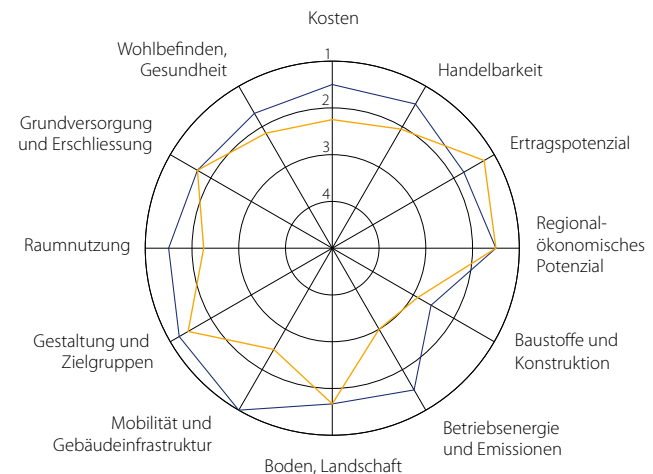 Kosten
1
2
3
4
Handelbarkeit
Ertragspotenzial
Regional-
ökonomisches
Potenzial
Baustoffe und
Konstruktion
Betriebsenergie
und Emissionen
Boden, Landschaft
Mobilität und
Gebäudeinfrastruktur
Gestaltung und
Zielgruppen
Raumnutzung
Grundversorgung
und Erschliessung
Wohlbefinden,
Gesundheit